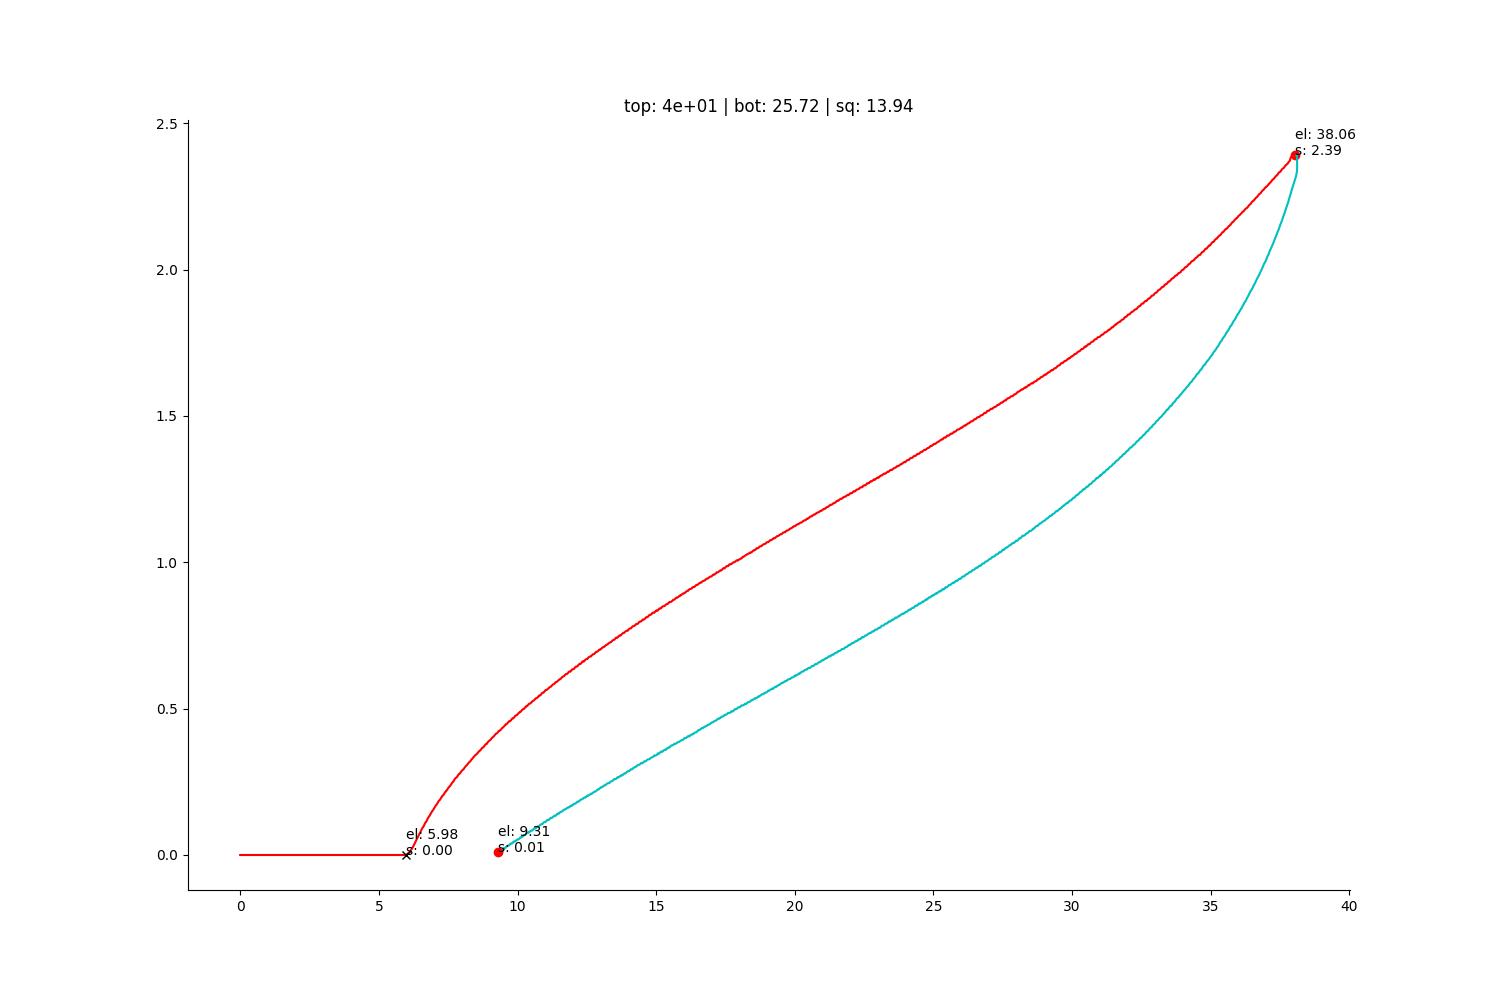 top: 4e+01 | bot: 25.72 | sq: 13.94
2.5
el: 38.06
s: 2.39
2.0
1.5
1.0
0.5
el: 5.98
s: 0.00
el: 9.31
s: 0.01
0.0
0 5 10 15 20 25 30 35 40